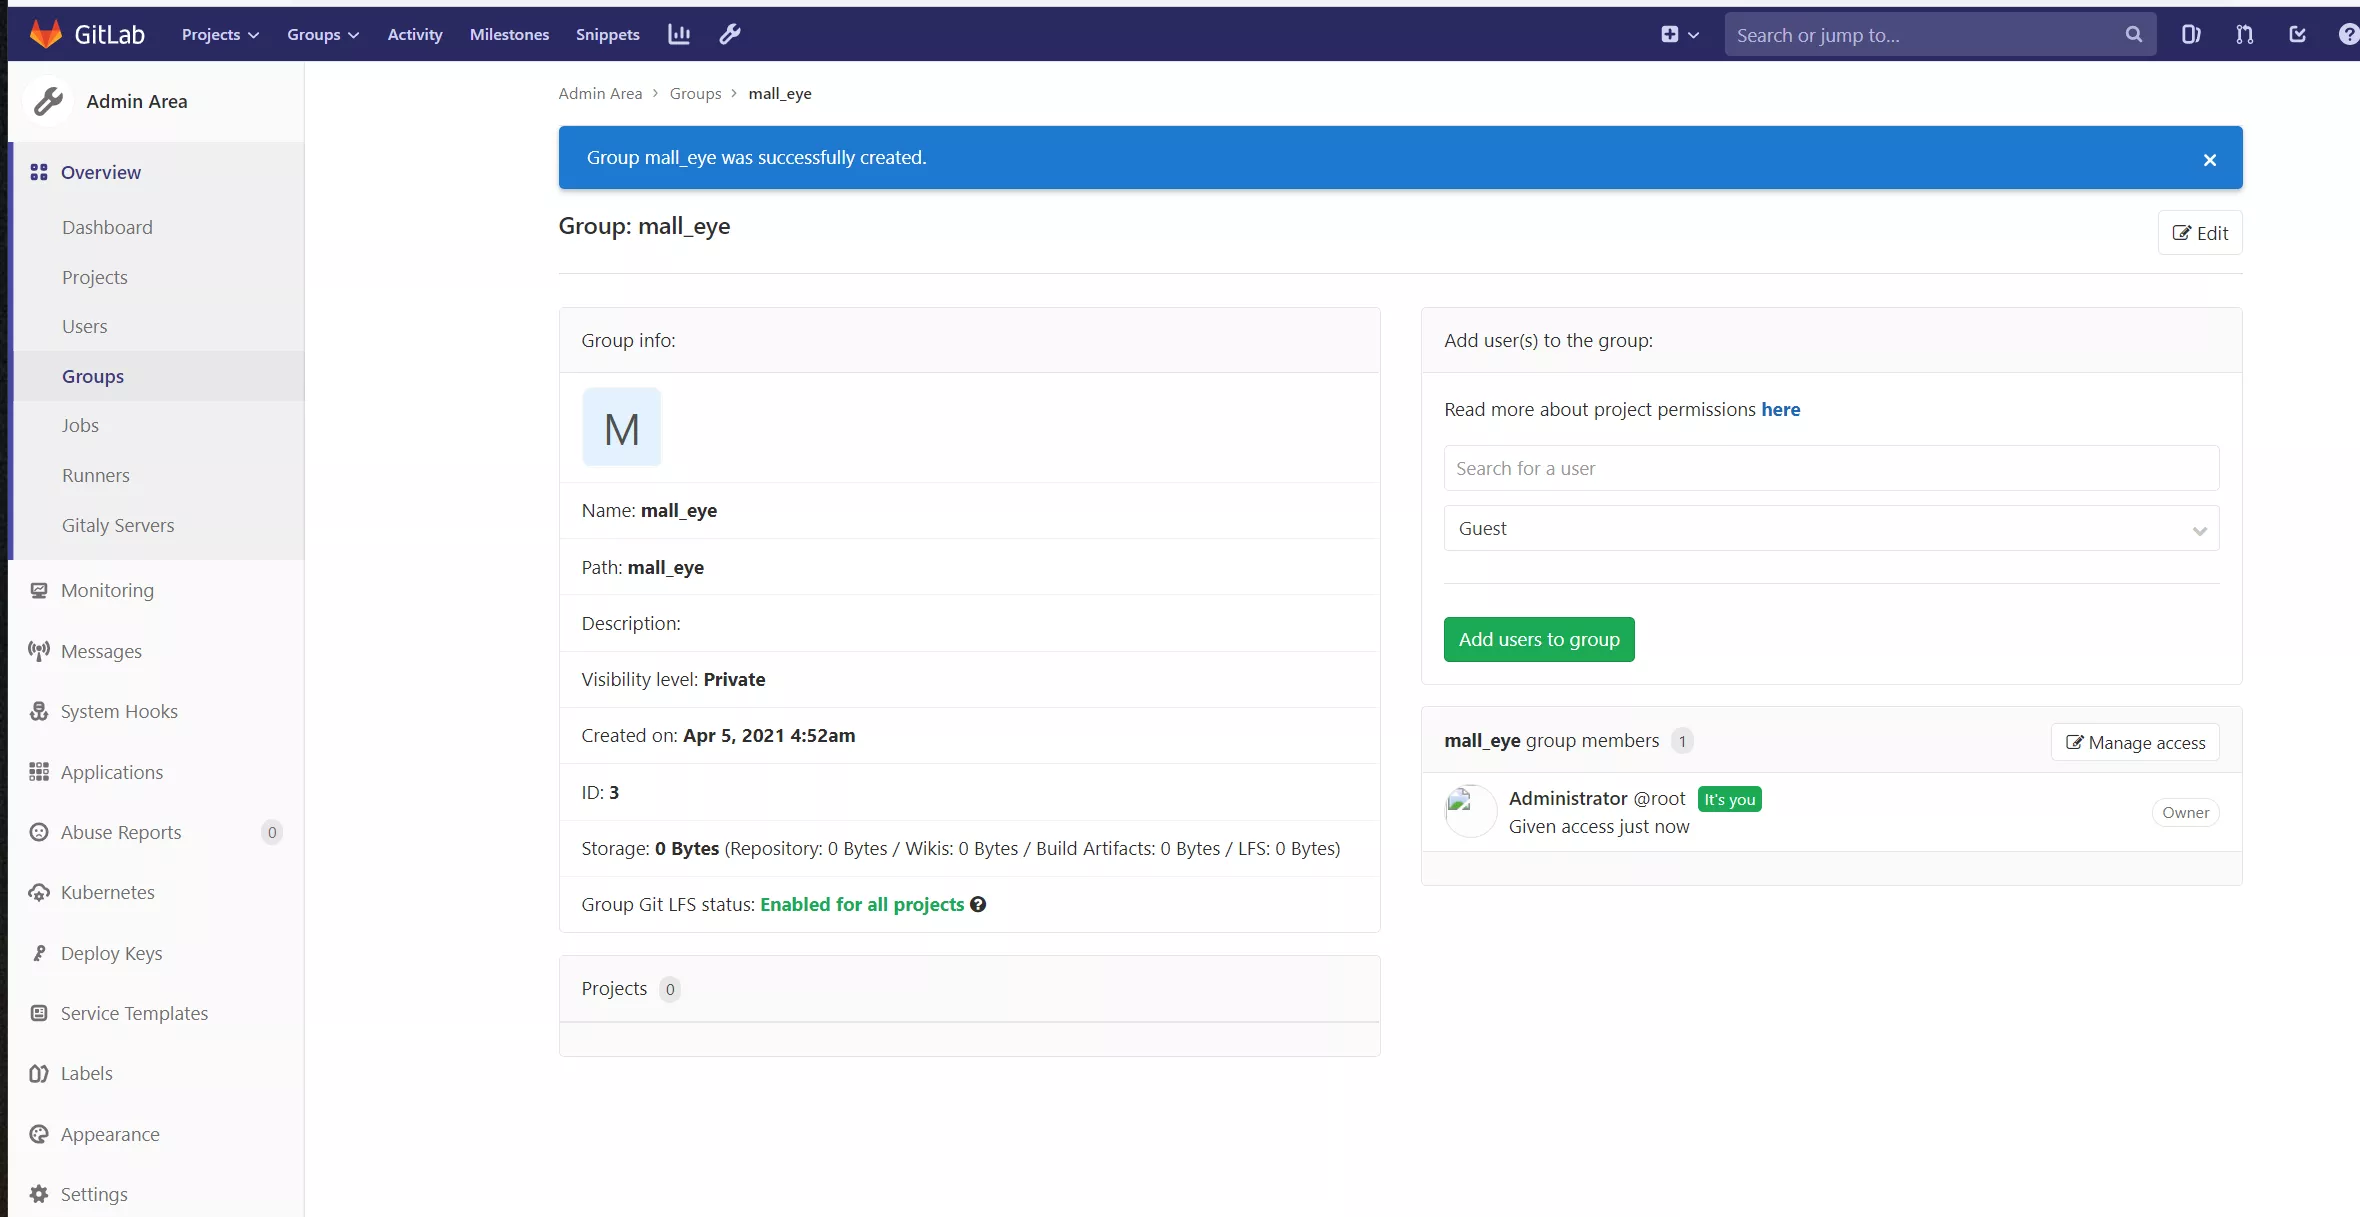 GitLab Projects Groups Activity Milestones Snippets Search or jump to...
Admin Area
Overview
Dashboard
Projects
Users
Groups
Jobs
Runners
Gitaly Servers
Monitoring
Messages
System Hooks
Applications
Abuse Reports 0
Kubernetes
Deploy Keys
Service Templates
Labels
Appearance
Settings
Admin Area > Groups > mall_eye
Group mall_eye was successfully created.
Group: mall_eye
Edit
Group info:
M
Name: mall_eye
Path: mall_eye
Description:
Visibility level: Private
Created on: Apr 5, 2021 4:52am
ID: 3
Storage: 0 Bytes (Repository: 0 Bytes / Wikis: 0 Bytes / Build Artifacts: 0 Bytes / LFS: 0 Bytes)
Group Git LFS status: Enabled for all projects
Projects 0
Add user(s) to the group:
Read more about project permissions here
Search for a user
Guest
Add users to group
mall_eye group members 1
Manage access
Administrator @root It's you
Given access just now
Owner